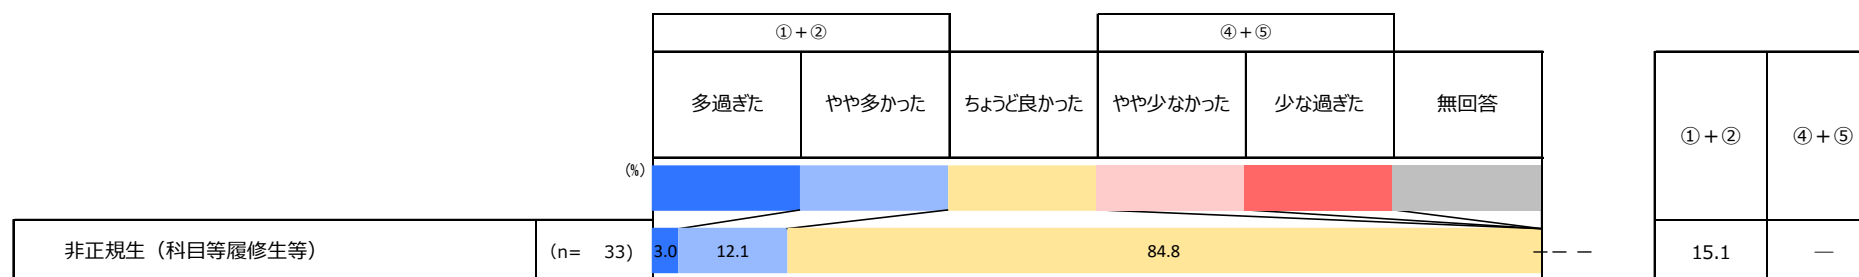 ①+② ④+⑤
多過ぎた やや多かった ちょうど良かった やや少なかった 少な過ぎた 無回答
①+② ④+⑤
(%)
非正規生（科目等履修生等） (n= 33) 3.0 12.1 84.8 – – – 15.1 —